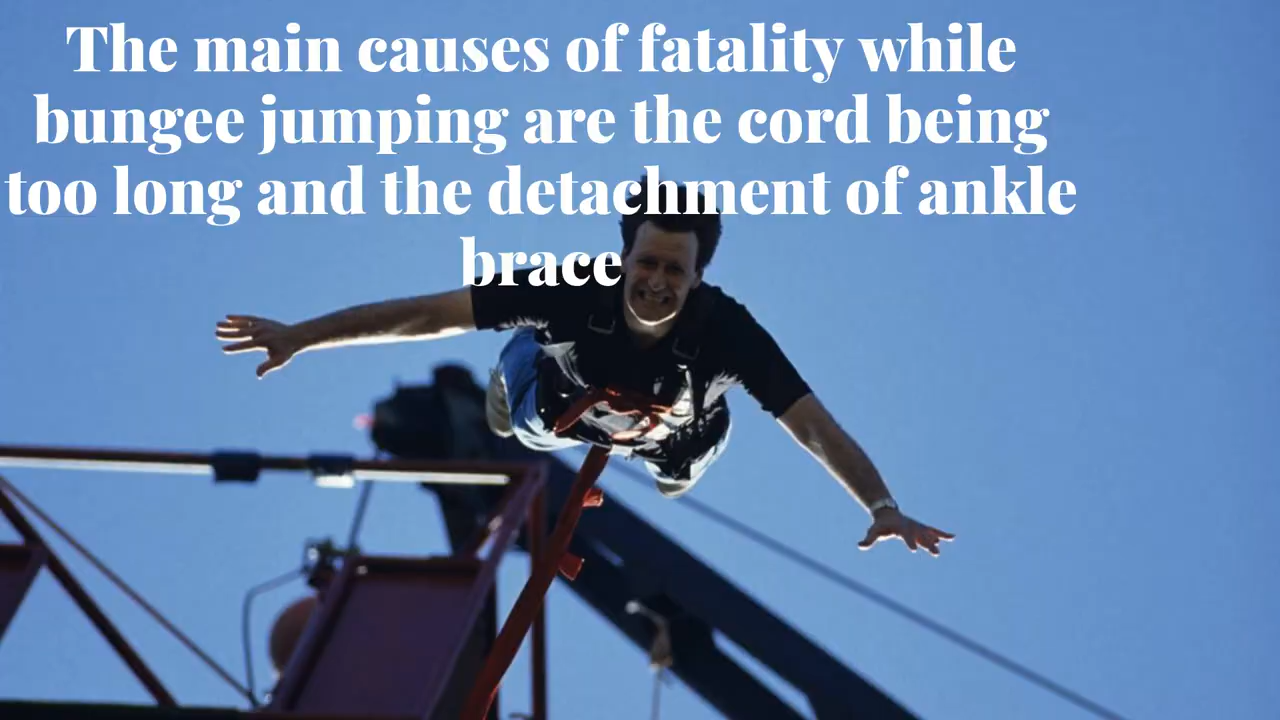 The main causes of fatality while
bungee jumping are the cord being
too long and the detachment of ankle
brace